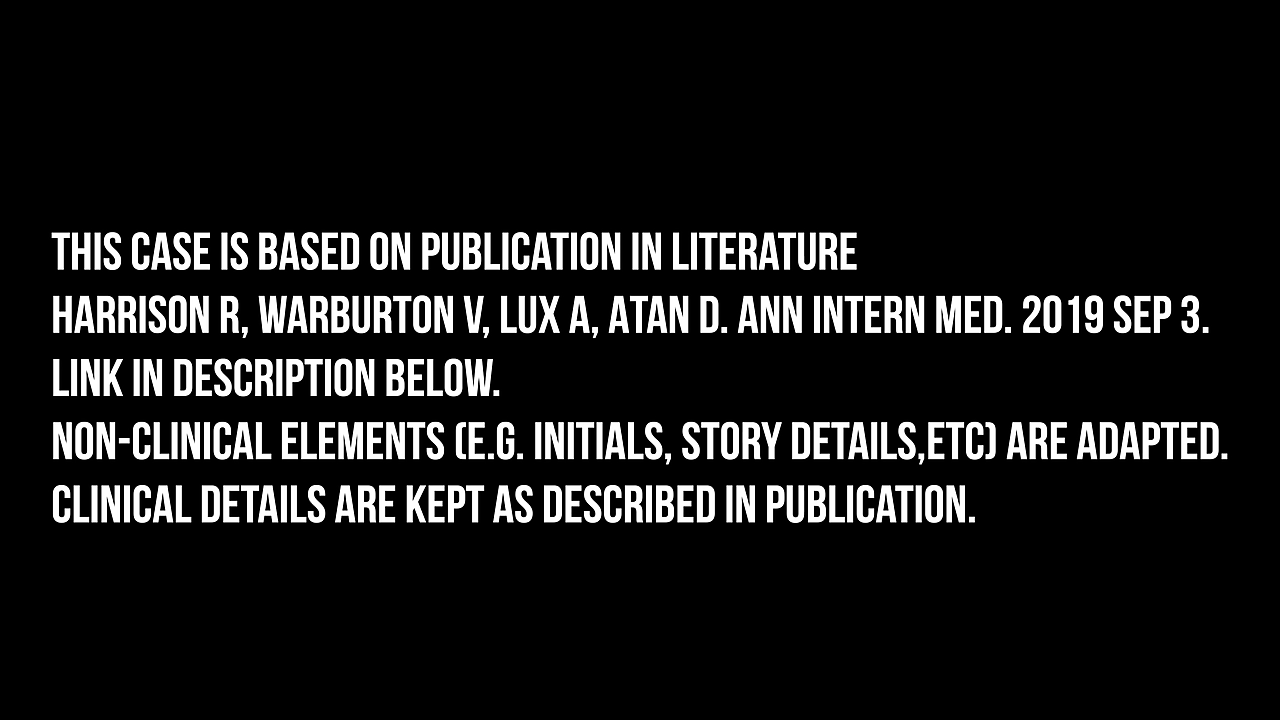 THIS CASE IS BASED ON PUBLICATION IN LITERATURE
HARRISON R, WARBURTON V, LUX A, ATAN D. ANN INTERN MED. 2019 SEP 3.
LINK IN DESCRIPTION BELOW.
NON-CLINICAL ELEMENTS (E.G. INITIALS, STORY DETAILS,ETC) ARE ADAPTED.
CLINICAL DETAILS ARE KEPT AS DESCRIBED IN PUBLICATION.